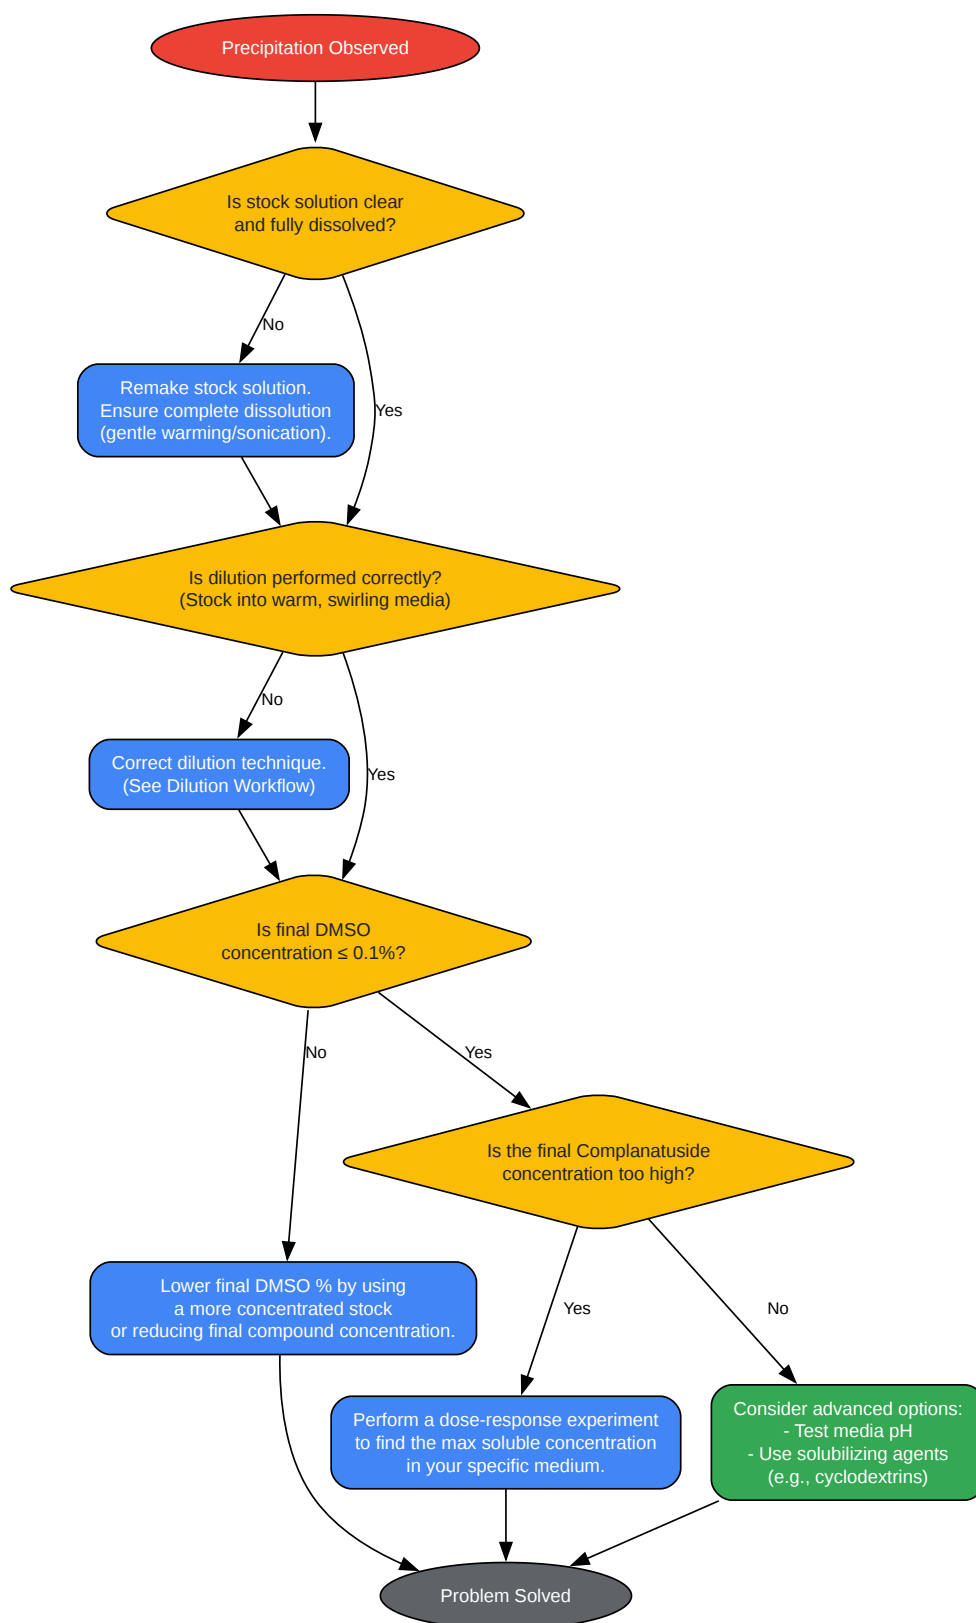 Precipitation Observed
Is stock solution clear
and fully dissolved?
No
Yes
Remake stock solution.
Ensure complete dissolution
(gentle warming/sonication).
Is dilution performed correctly?
(Stock into warm, swirling media)
No
Yes
Correct dilution technique.
(See Dilution Workflow)
Is final DMSO
concentration ≤ 0.1%?
No
Yes
Is the final Complanatuside
concentration too high?
Lower final DMSO % by using
a more concentrated stock
or reducing final compound concentration.
Yes
No
Perform a dose-response experiment
to find the max soluble concentration
in your specific medium.
Consider advanced options:
- Test media pH
- Use solubilizing agents
(e.g., cyclodextrins)
Problem Solved